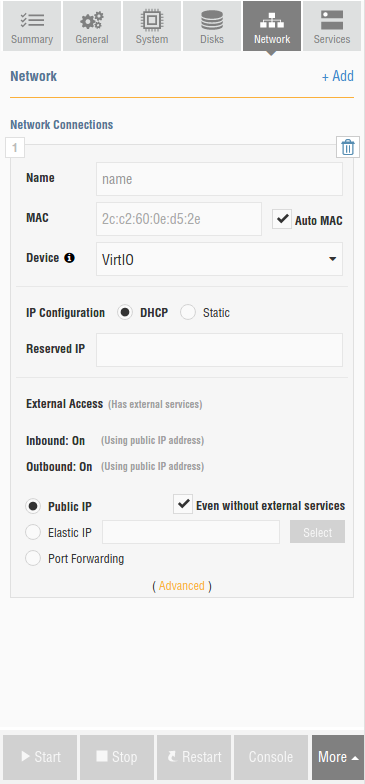 Summary General System Disks Network Services
Network + Add
Network Connections
1
Name name
MAC 2c:c2:60:0e:d5:2e Auto MAC
Device VirtIO
IP Configuration DHCP Static
Reserved IP
External Access (Has external services)
Inbound: On (Using public IP address)
Outbound: On (Using public IP address)
Public IP Even without external services
Elastic IP Select
Port Forwarding
( Advanced )
Start Stop Restart Console More